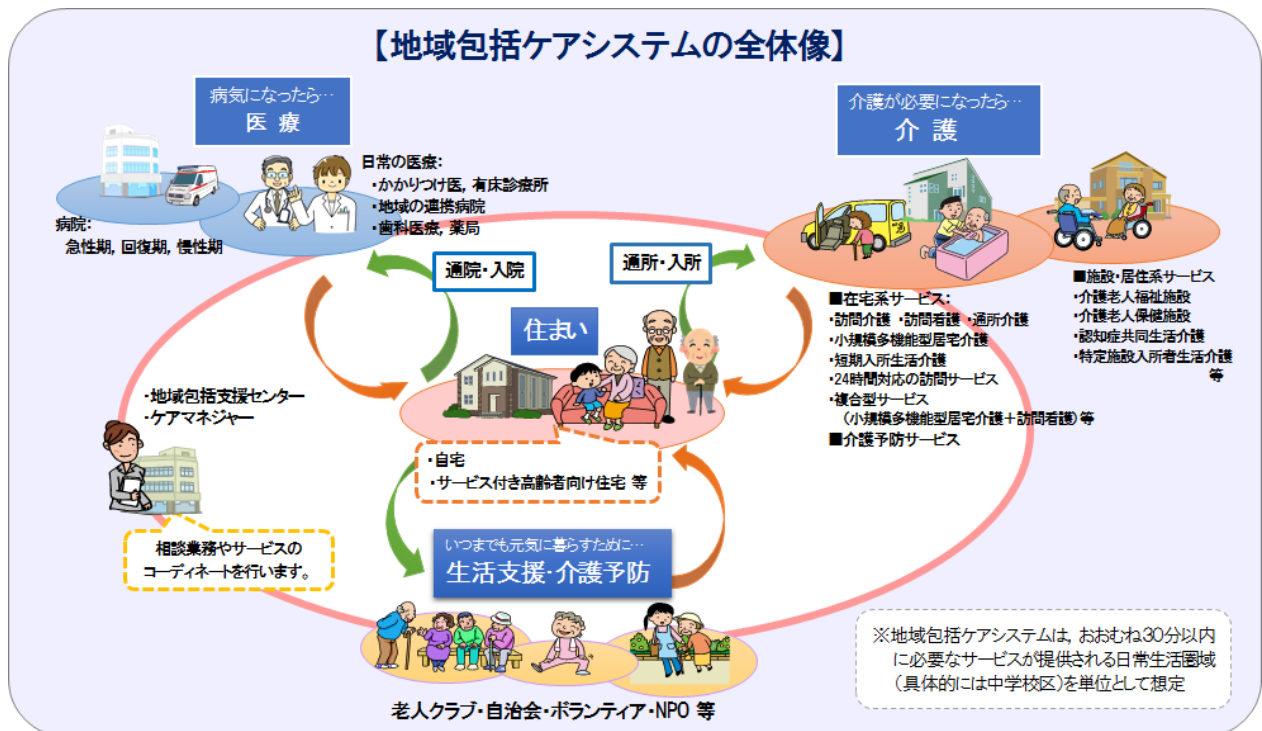 【地域包括ケアシステムの全体像】
病気になったら…
医 療
日常の医療：
・かかりつけ医, 有床診療所
・地域の連携病院
・歯科医療, 薬局
病院：
急性期, 回復期, 慢性期
介護が必要になったら…
介 護
通院・入院
通所・入所
■施設・居住系サービス
・介護老人福祉施設
・介護老人保健施設
・認知症共同生活介護
・特定施設入所者生活介護
等
■在宅系サービス：
・訪問介護 ・訪問看護 ・通所介護
・小規模多機能型居宅介護
・短期入所生活介護
・24時間対応の訪問サービス
・複合型サービス
（小規模多機能型居宅介護＋訪問看護）等
■介護予防サービス
住まい
・自宅
・サービス付き高齢者向け住宅 等
・地域包括支援センター
・ケアマネジャー
相談業務やサービスの
コーディネートを行います。
いつまでも元気に暮らすために…
生活支援・介護予防
老人クラブ・自治会・ボランティア・NPO 等
※地域包括ケアシステムは, おおむね30分以内
に必要なサービスが提供される日常生活圏域
（具体的には中学校区）を単位として想定